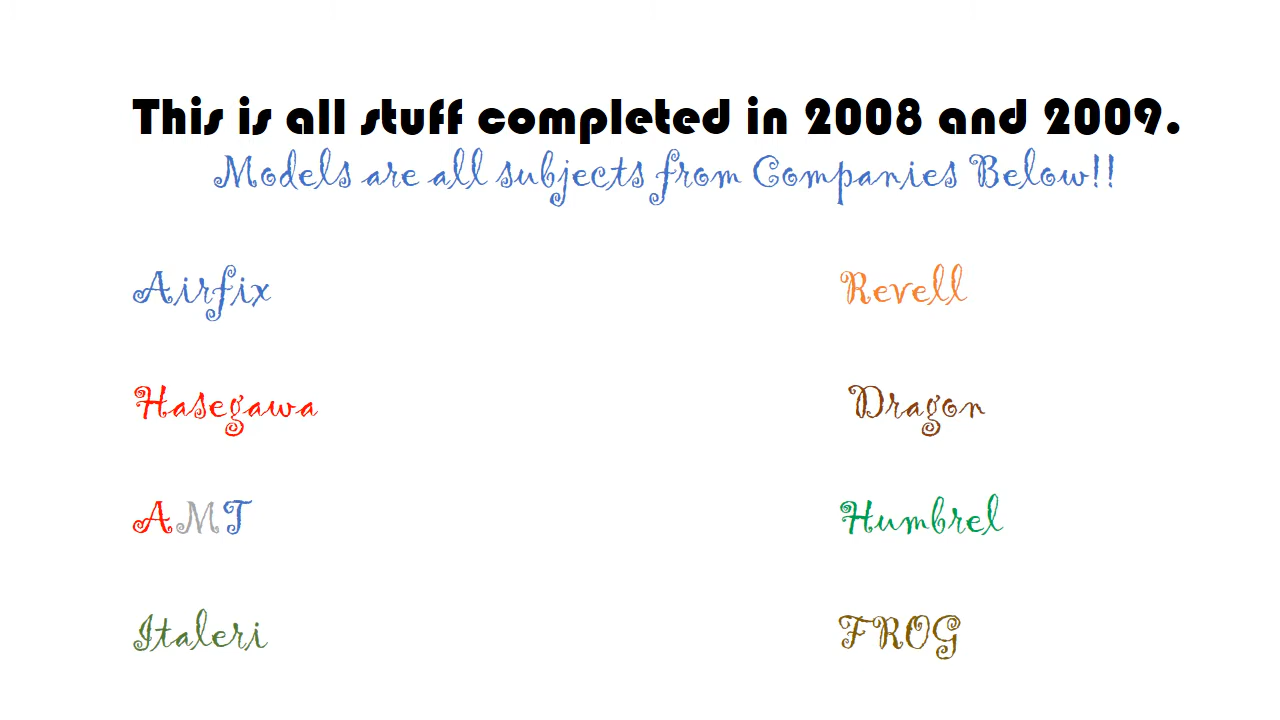 This is all stuff completed in 2008 and 2009.
Models are all subjects from Companies Below!!
Airfix
Revell
Hasegawa
Dragon
AMT
Humbrel
Italeri
FROG